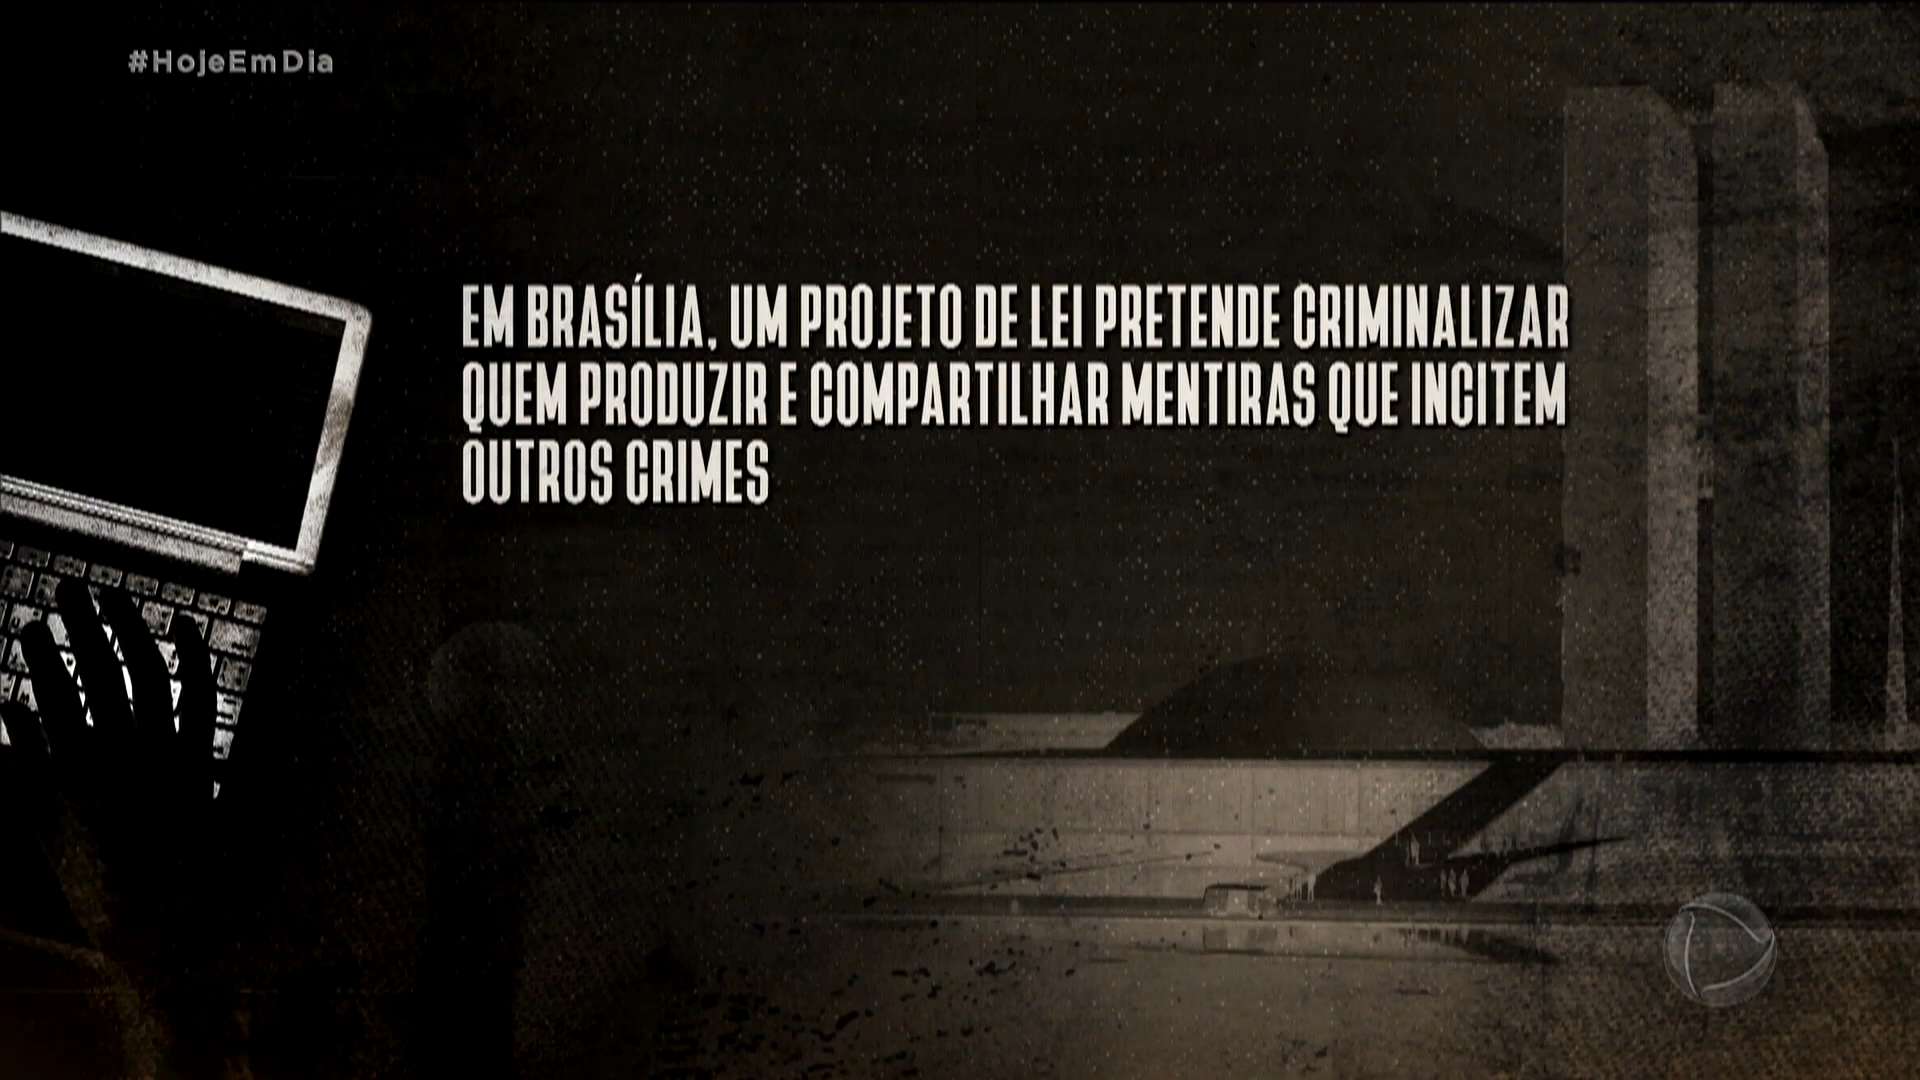 #HojeEmDia
EM BRASÍLIA, UM PROJETO DE LEI PRETENDE CRIMINALIZAR
QUEM PRODUZIR E COMPARTILHAR MENTIRAS QUE INCITEM
OUTROS CRIMES